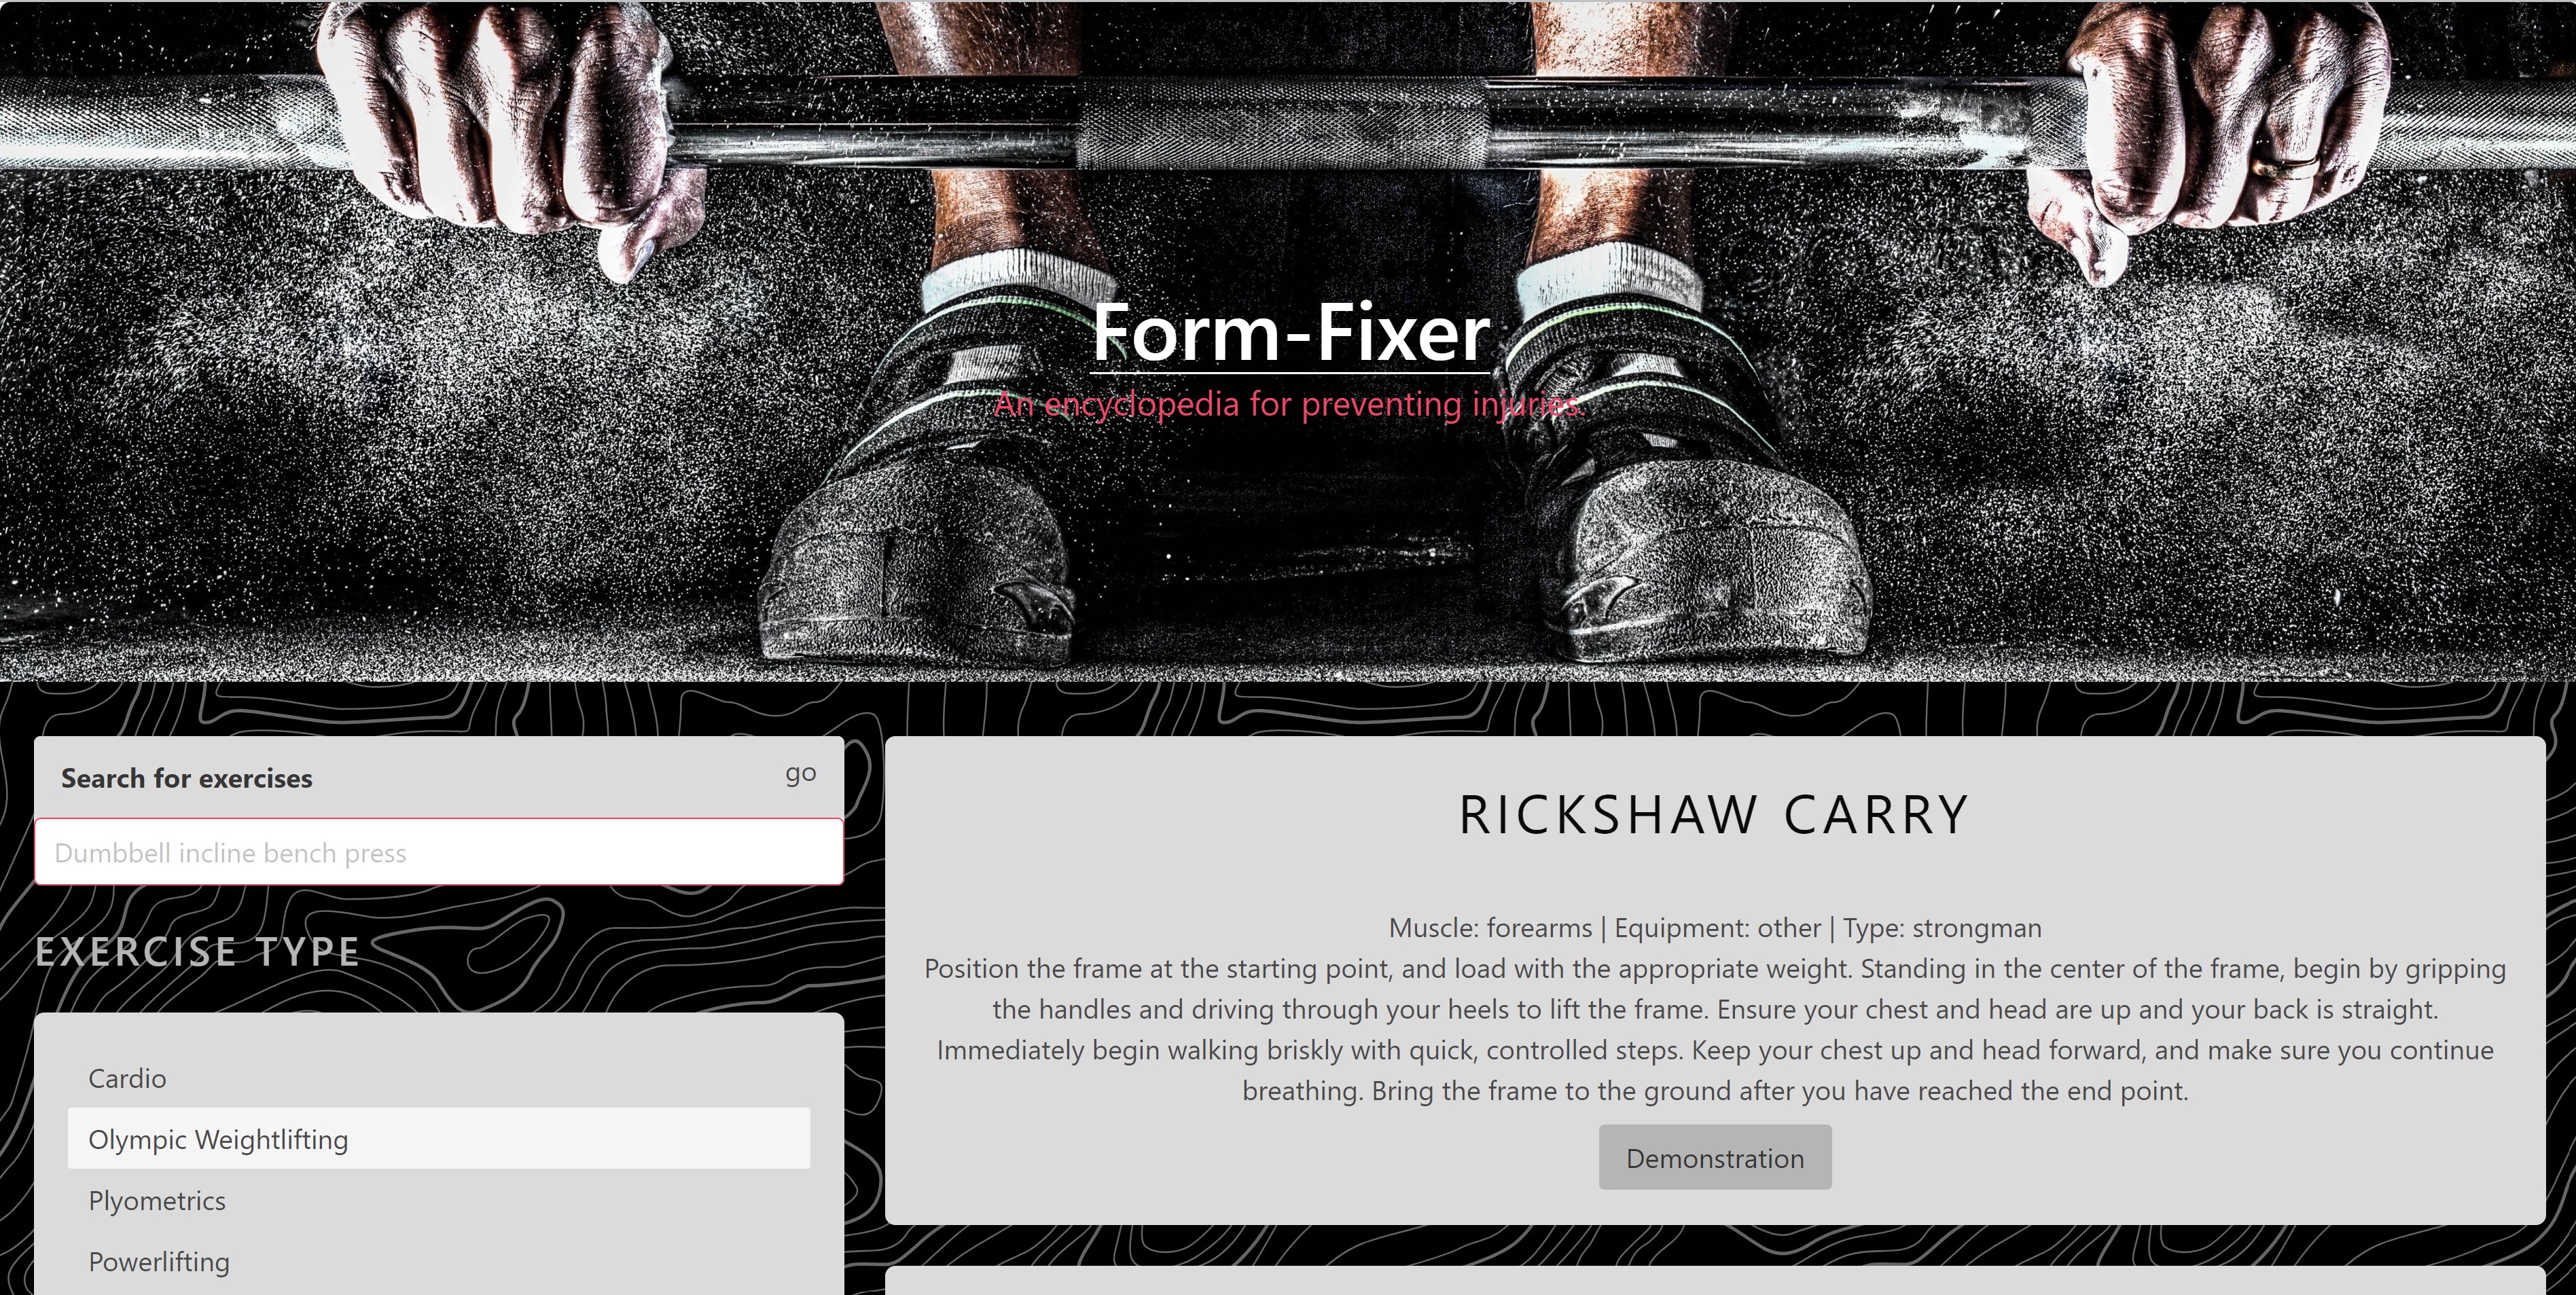 Form-Fixer
An encyclopedia for preventing injuries.
Search for exercises
go
Dumbbell incline bench press
EXERCISE TYPE
Cardio
Olympic Weightlifting
Plyometrics
Powerlifting
RICKSHAW CARRY
Muscle: forearms | Equipment: other | Type: strongman
Position the frame at the starting point, and load with the appropriate weight. Standing in the center of the frame, begin by gripping
the handles and driving through your heels to lift the frame. Ensure your chest and head are up and your back is straight.
Immediately begin walking briskly with quick, controlled steps. Keep your chest up and head forward, and make sure you continue
breathing. Bring the frame to the ground after you have reached the end point.
Demonstration